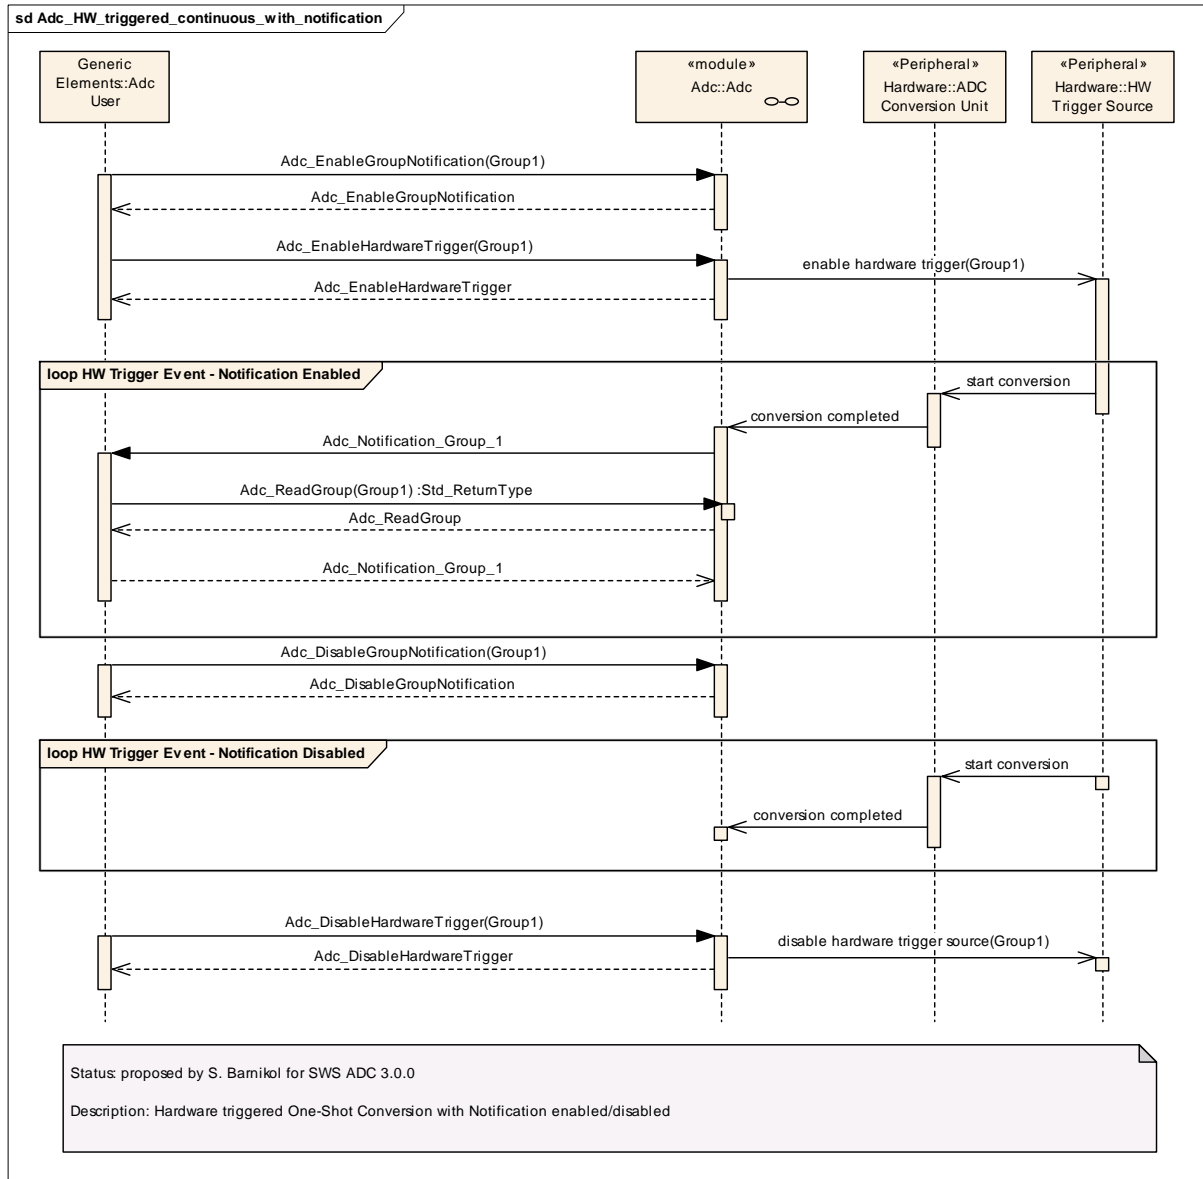 sd Adc_HW_triggered_continuous_with_notification
Generic
Elements::Adc
User
«module»
Adc::Adc
«Peripheral»
Hardware::ADC
Conversion Unit
«Peripheral»
Hardware::HW
Trigger Source
Adc_EnableGroupNotification(Group1)
Adc_EnableGroupNotification
Adc_EnableHardwareTrigger(Group1)
enable hardware trigger(Group1)
Adc_EnableHardwareTrigger
loop HW Trigger Event - Notification Enabled
start conversion
conversion completed
Adc_Notification_Group_1
Adc_ReadGroup(Group1) :Std_ReturnType
Adc_ReadGroup
Adc_Notification_Group_1
Adc_DisableGroupNotification(Group1)
Adc_DisableGroupNotification
loop HW Trigger Event - Notification Disabled
start conversion
conversion completed
Adc_DisableHardwareTrigger(Group1)
disable hardware trigger source(Group1)
Adc_DisableHardwareTrigger
Status: proposed by S. Barnikol for SWS ADC 3.0.0
Description: Hardware triggered One-Shot Conversion with Notification enabled/disabled